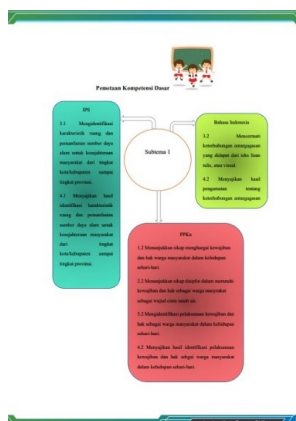 Pemetaan Kompetensi Dasar
IPS
3.1 Mengidentifikasi
karakteristik ruang dan
pemanfaatan sumber daya
alam untuk kesejahteraan
masyarakat dari tingkat
kota/kabupaten sampai
tingkat provinsi.
4.1 Menyajikan hasil
identifikasi karakteristik
ruang dan pemanfaatan
sumber daya alam untuk
kesejahteraan masyarakat
dari tingkat
kota/kabupaten sampai
tingkat provinsi.
Subtema 1
Bahasa Indonesia
3.2 Mencermati
keterhubungan antargagasan
yang didapat dari teks lisan
tulis, atau visual.
4.2 Menyajikan hasil
pengamatan tentang
keterhubungan antargagasan
PPKn
1.2 Menunjukkan sikap menghargai kewajiban
dan hak warga masyarakat dalam kehidupan
sehari-hari.
2.2 Menunjukkan sikap disiplin dalam memenuhi
kewajiban dan hak sebagai warga masyarakat
sebagai wujud cinta tanah air.
3.2 Mengidentifikasi pelaksanaan kewajiban dan
hak sebagai warga masyarakat dalam kehidupan
sehari-hari.
4.2 Menyajikan hasil identifikasi pelaksanaan
kewajiban dan hak sebgai warga masyarakat
dalam kehidupan sehari-hari.